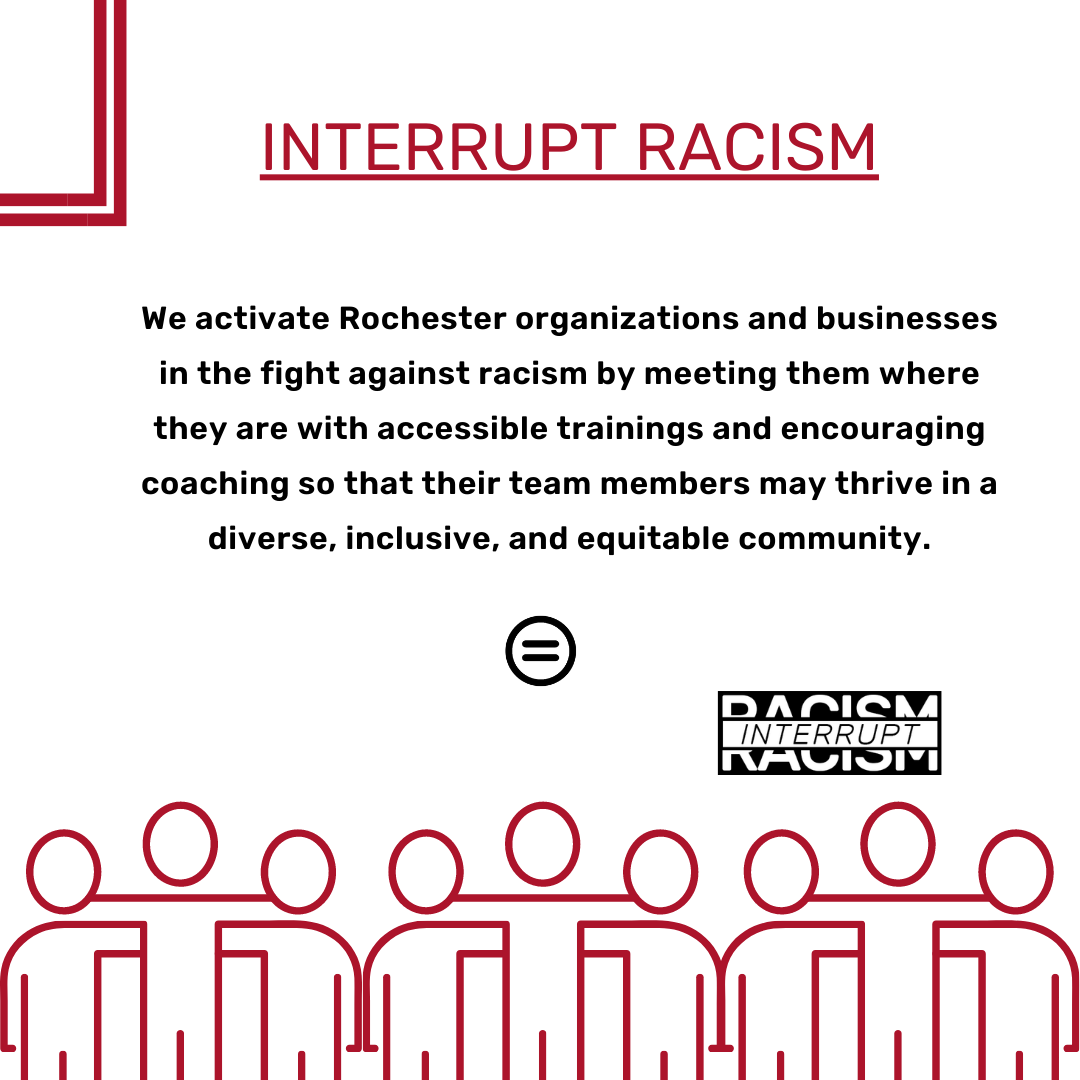 INTERRUPT RACISM
We activate Rochester organizations and businesses
in the fight against racism by meeting them where
they are with accessible trainings and encouraging
coaching so that their team members may thrive in a
diverse, inclusive, and equitable community.
RACISM
INTERRUPT
RACISM